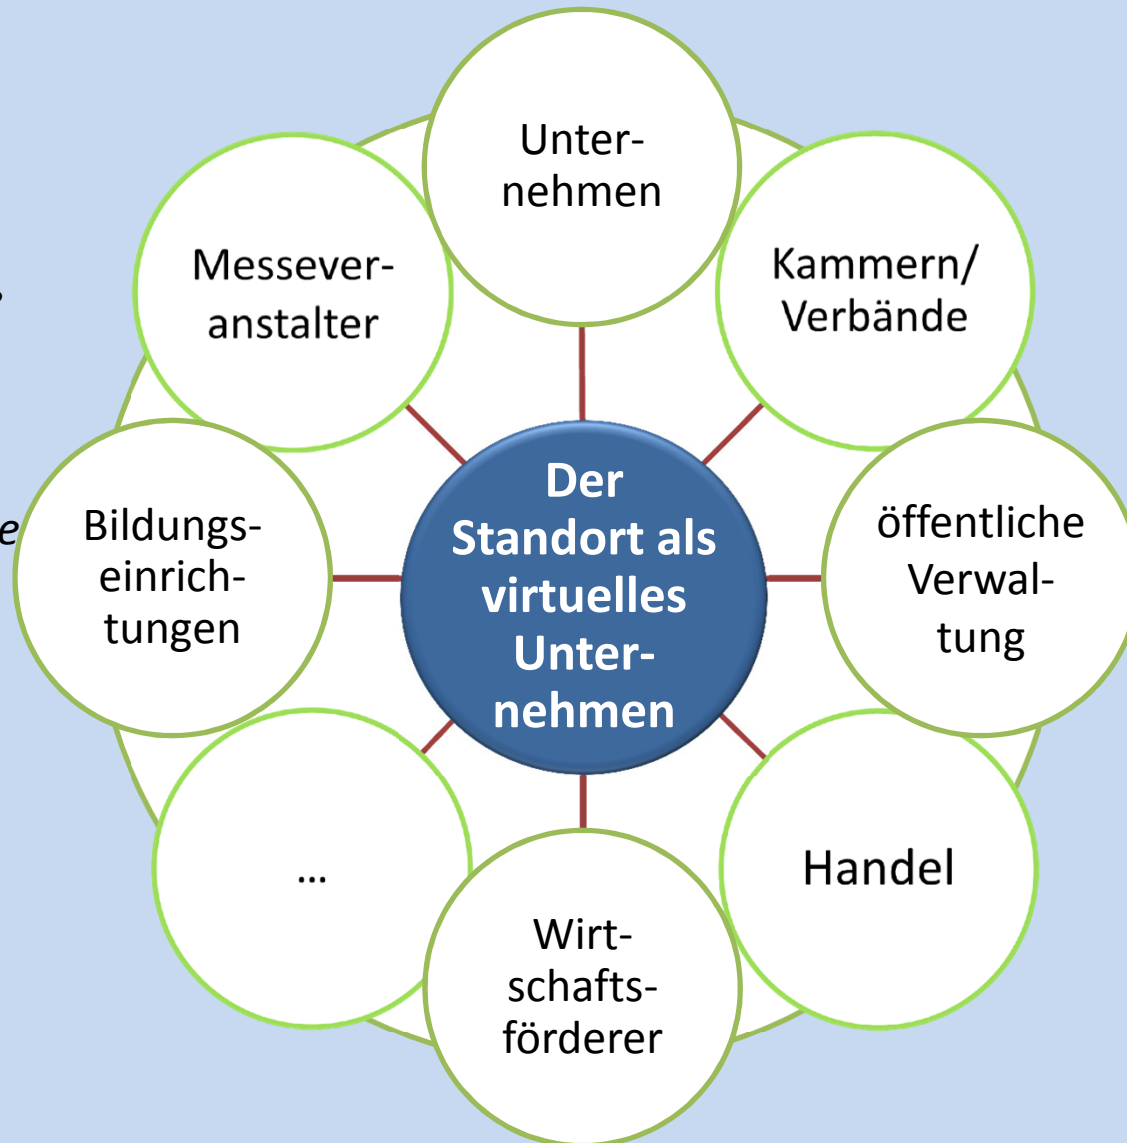 Unter-
nehmen
Kammern/
Verbände
Messever-
anstalter
Der
Standort als
virtuelles
Unter-
nehmen
Bildungs-
einrich-
tungen
öffentliche
Verwal-
tung
...
Handel
Wirt-
schafts-
förderer